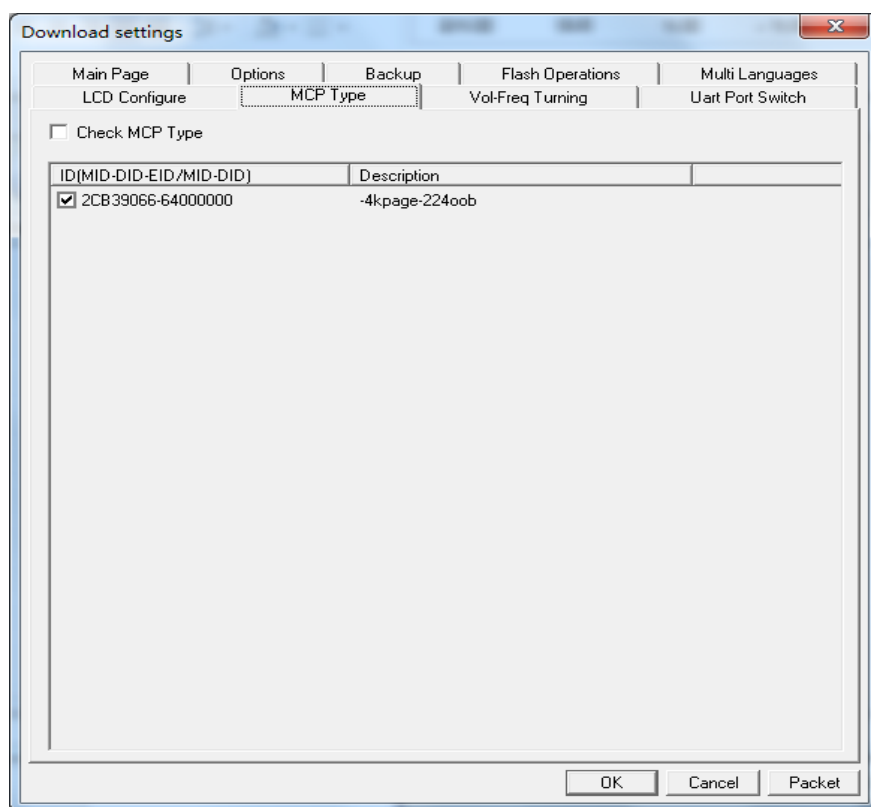 Download settings
Main Page Options Backup Flash Operations Multi Languages
LCD Configure MCP Type Vol-Freq Turning Uart Port Switch
Check MCP Type
ID(MID-DID-EID/MID-DID) Description
2CB39066-64000000 -4kpage-224oob
OK Cancel Packet